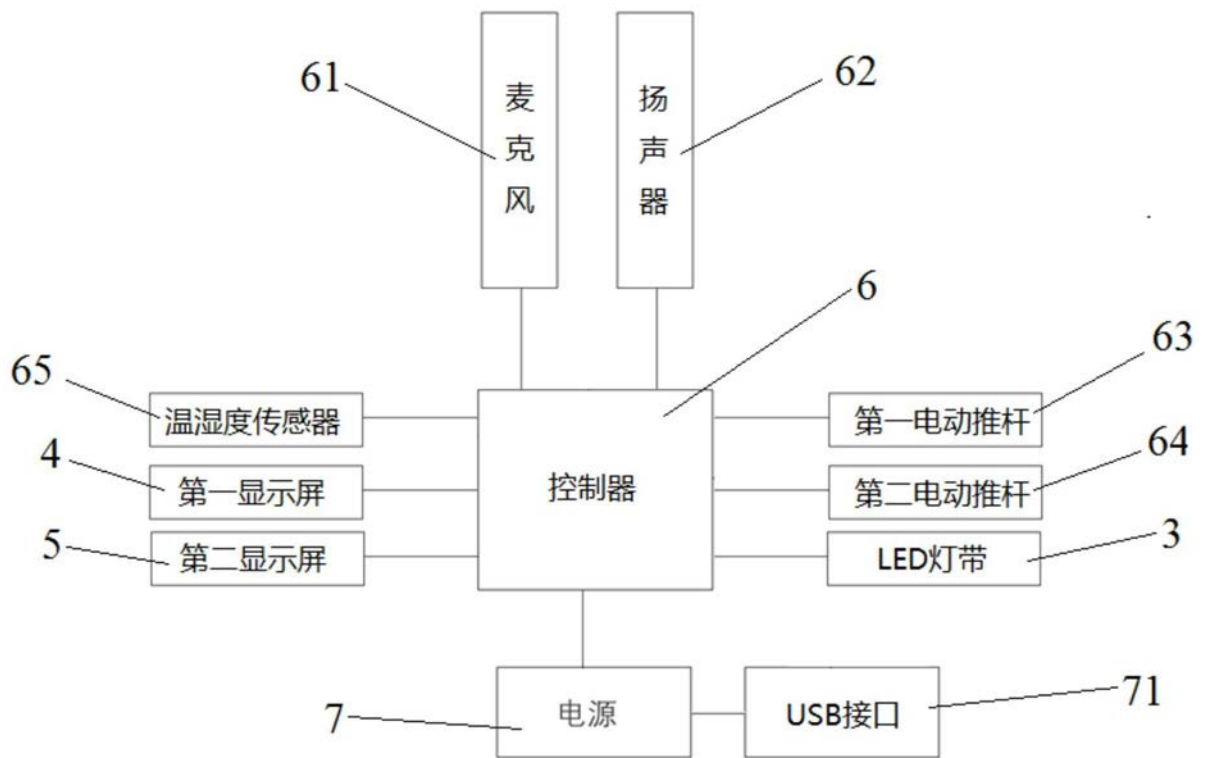 61
麦克风
扬声器
62
6
65
温湿度传感器
第一电动推杆
63
4
第一显示屏
控制器
第二电动推杆
64
5
第二显示屏
LED灯带
3
7
电源
USB接口
71